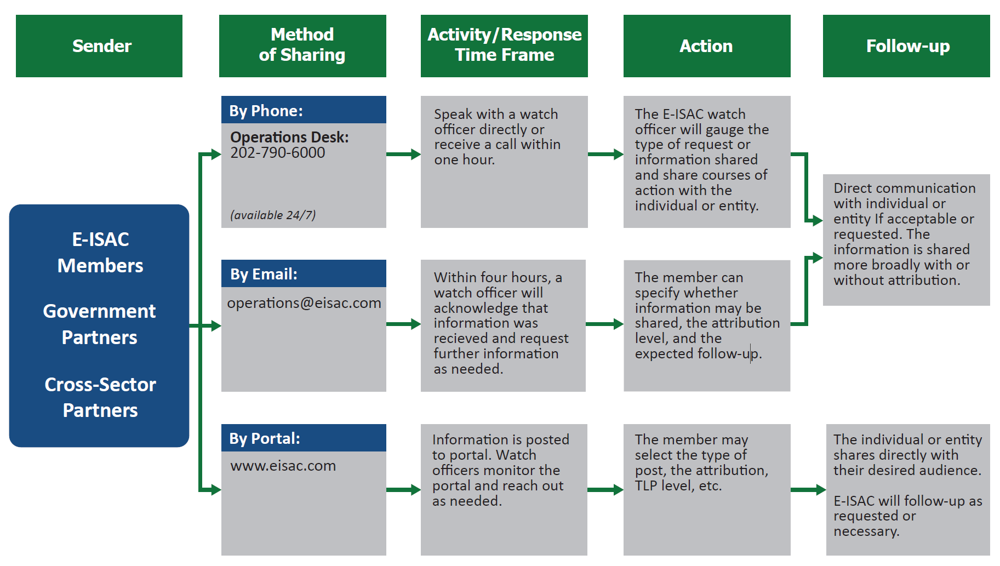 Sender
Method
of Sharing
Activity/Response
Time Frame
Action
Follow-up
E-ISAC
Members
Government
Partners
Cross-Sector
Partners
By Phone:
Operations Desk:
202-790-6000
(available 24/7)
Speak with a watch
officer directly or
receive a call within
one hour.
The E-ISAC watch
officer will gauge the
type of request or
information shared
and share courses of
action with the
individual or entity.
Direct communication
with individual or
entity If acceptable or
requested. The
information is shared
more broadly with or
without attribution.
By Email:
operations@eisac.com
Within four hours, a
watch officer will
acknowledge that
information was
recieved and request
further information
as needed.
The member can
specify whether
information may be
shared, the attribution
level, and the
expected follow-up.
By Portal:
www.eisac.com
Information is posted
to portal. Watch
officers monitor the
portal and reach out
as needed.
The member may
select the type of
post, the attribution,
TLP level, etc.
The individual or entity
shares directly with
their desired audience.
E-ISAC will follow-up as
requested or
necessary.